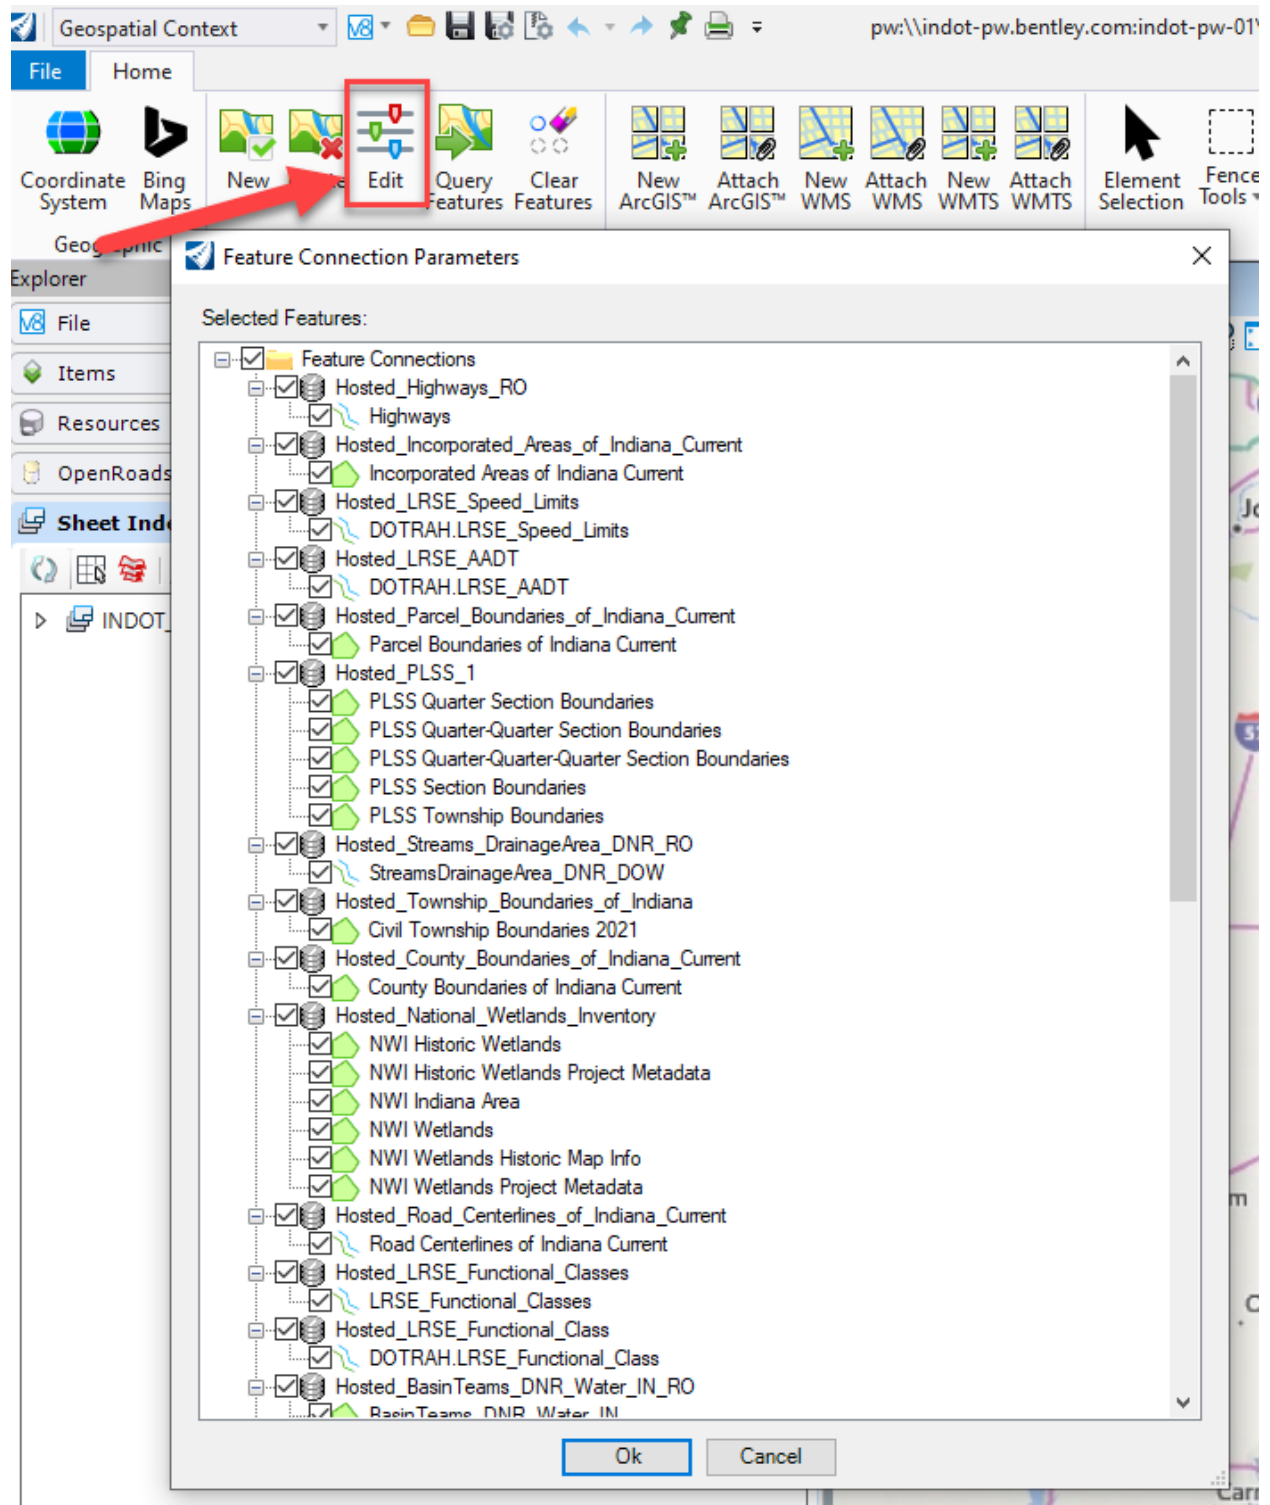 Geospatial Context
pw:\\indot-pw.bentley.com:indot-pw-01\
File Home
Coordinate System
Bing Maps
New
Edit
Query Features
Clear Features
New ArcGIS™
Attach ArcGIS™
New WMS
Attach WMS
New WMTS
Attach WMTS
Element Selection
Fence Tools
Explorer
File
Items
Resources
OpenRoads
Sheet Inde
INDOT_
Feature Connection Parameters
Selected Features:
Feature Connections
Hosted_Highways_RO
Highways
Hosted_Incorporated_Areas_of_Indiana_Current
Incorporated Areas of Indiana Current
Hosted_LRSE_Speed_Limits
DOTRAH.LRSE_Speed_Limits
Hosted_LRSE_AADT
DOTRAH.LRSE_AADT
Hosted_Parcel_Boundaries_of_Indiana_Current
Parcel Boundaries of Indiana Current
Hosted_PLSS_1
PLSS Quarter Section Boundaries
PLSS Quarter-Quarter Section Boundaries
PLSS Quarter-Quarter-Quarter Section Boundaries
PLSS Section Boundaries
PLSS Township Boundaries
Hosted_Streams_DrainageArea_DNR_RO
StreamsDrainageArea_DNR_DOW
Hosted_Township_Boundaries_of_Indiana
Civil Township Boundaries 2021
Hosted_County_Boundaries_of_Indiana_Current
County Boundaries of Indiana Current
Hosted_National_Wetlands_Inventory
NWI Historic Wetlands
NWI Historic Wetlands Project Metadata
NWI Indiana Area
NWI Wetlands
NWI Wetlands Historic Map Info
NWI Wetlands Project Metadata
Hosted_Road_Centerlines_of_Indiana_Current
Road Centerlines of Indiana Current
Hosted_LRSE_Functional_Classes
LRSE_Functional_Classes
Hosted_LRSE_Functional_Class
DOTRAH.LRSE_Functional_Class
Hosted_BasinTeams_DNR_Water_IN_RO
BasinTeams_DNR_Water_IN
Ok Cancel